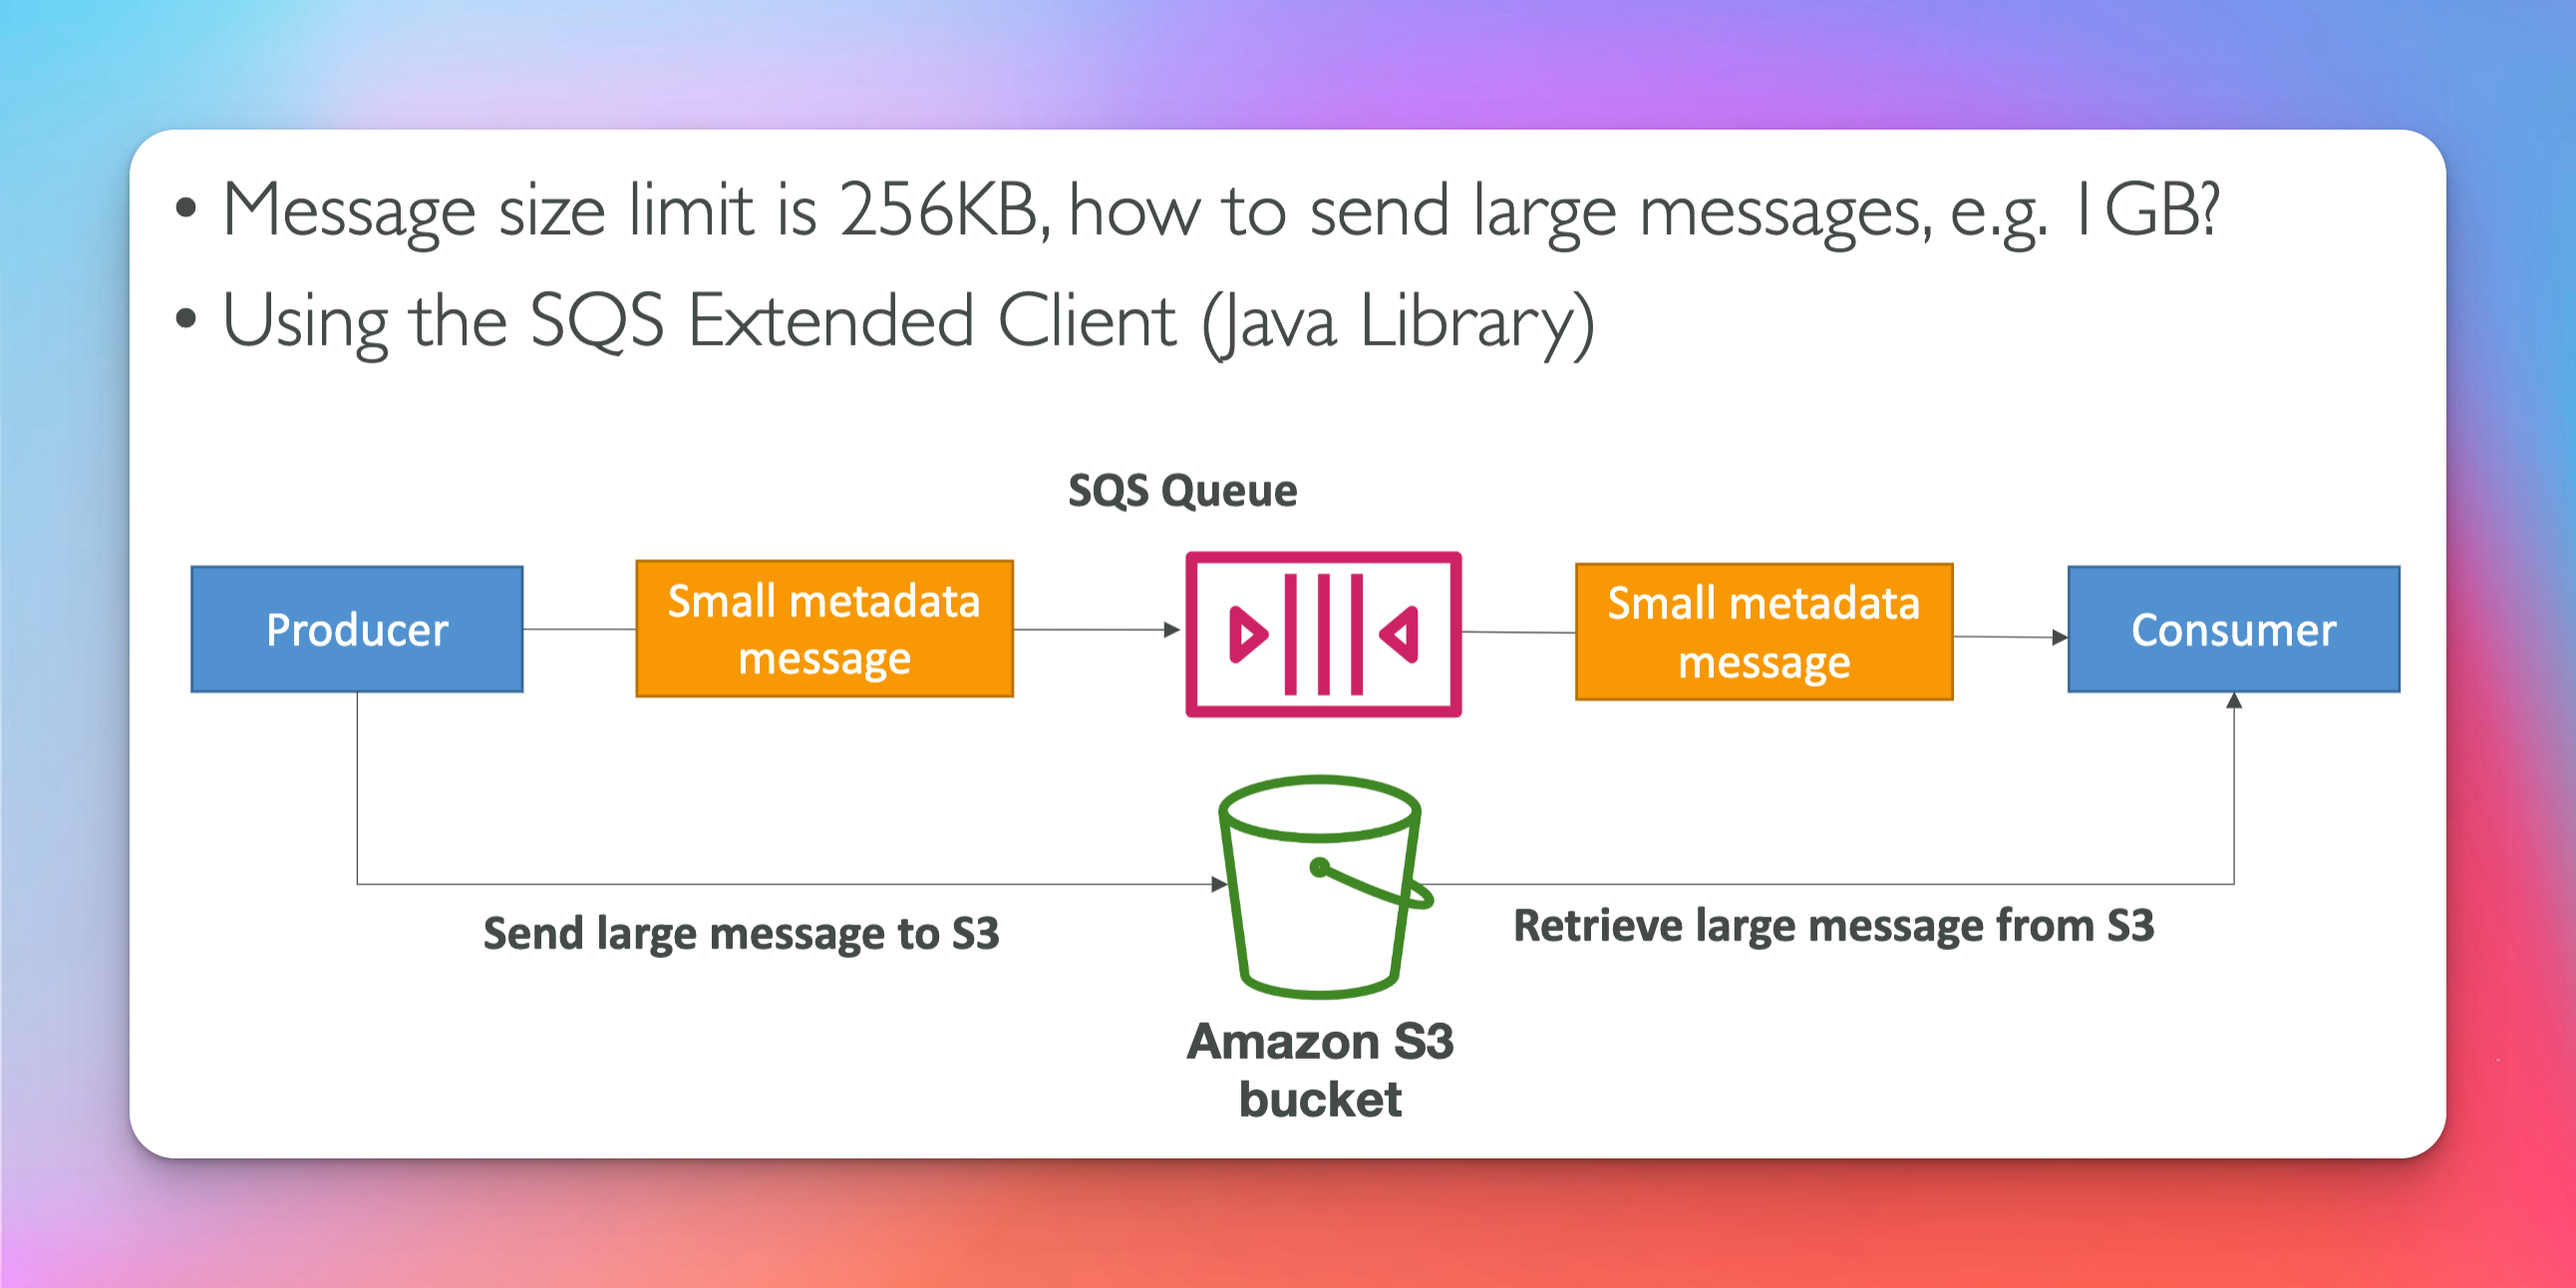 • Message size limit is 256KB, how to send large messages, e.g. 1GB?
• Using the SQS Extended Client (Java Library)
SQS Queue
Producer
Small metadata
message
Small metadata
message
Consumer
Send large message to S3
Retrieve large message from S3
Amazon S3
bucket